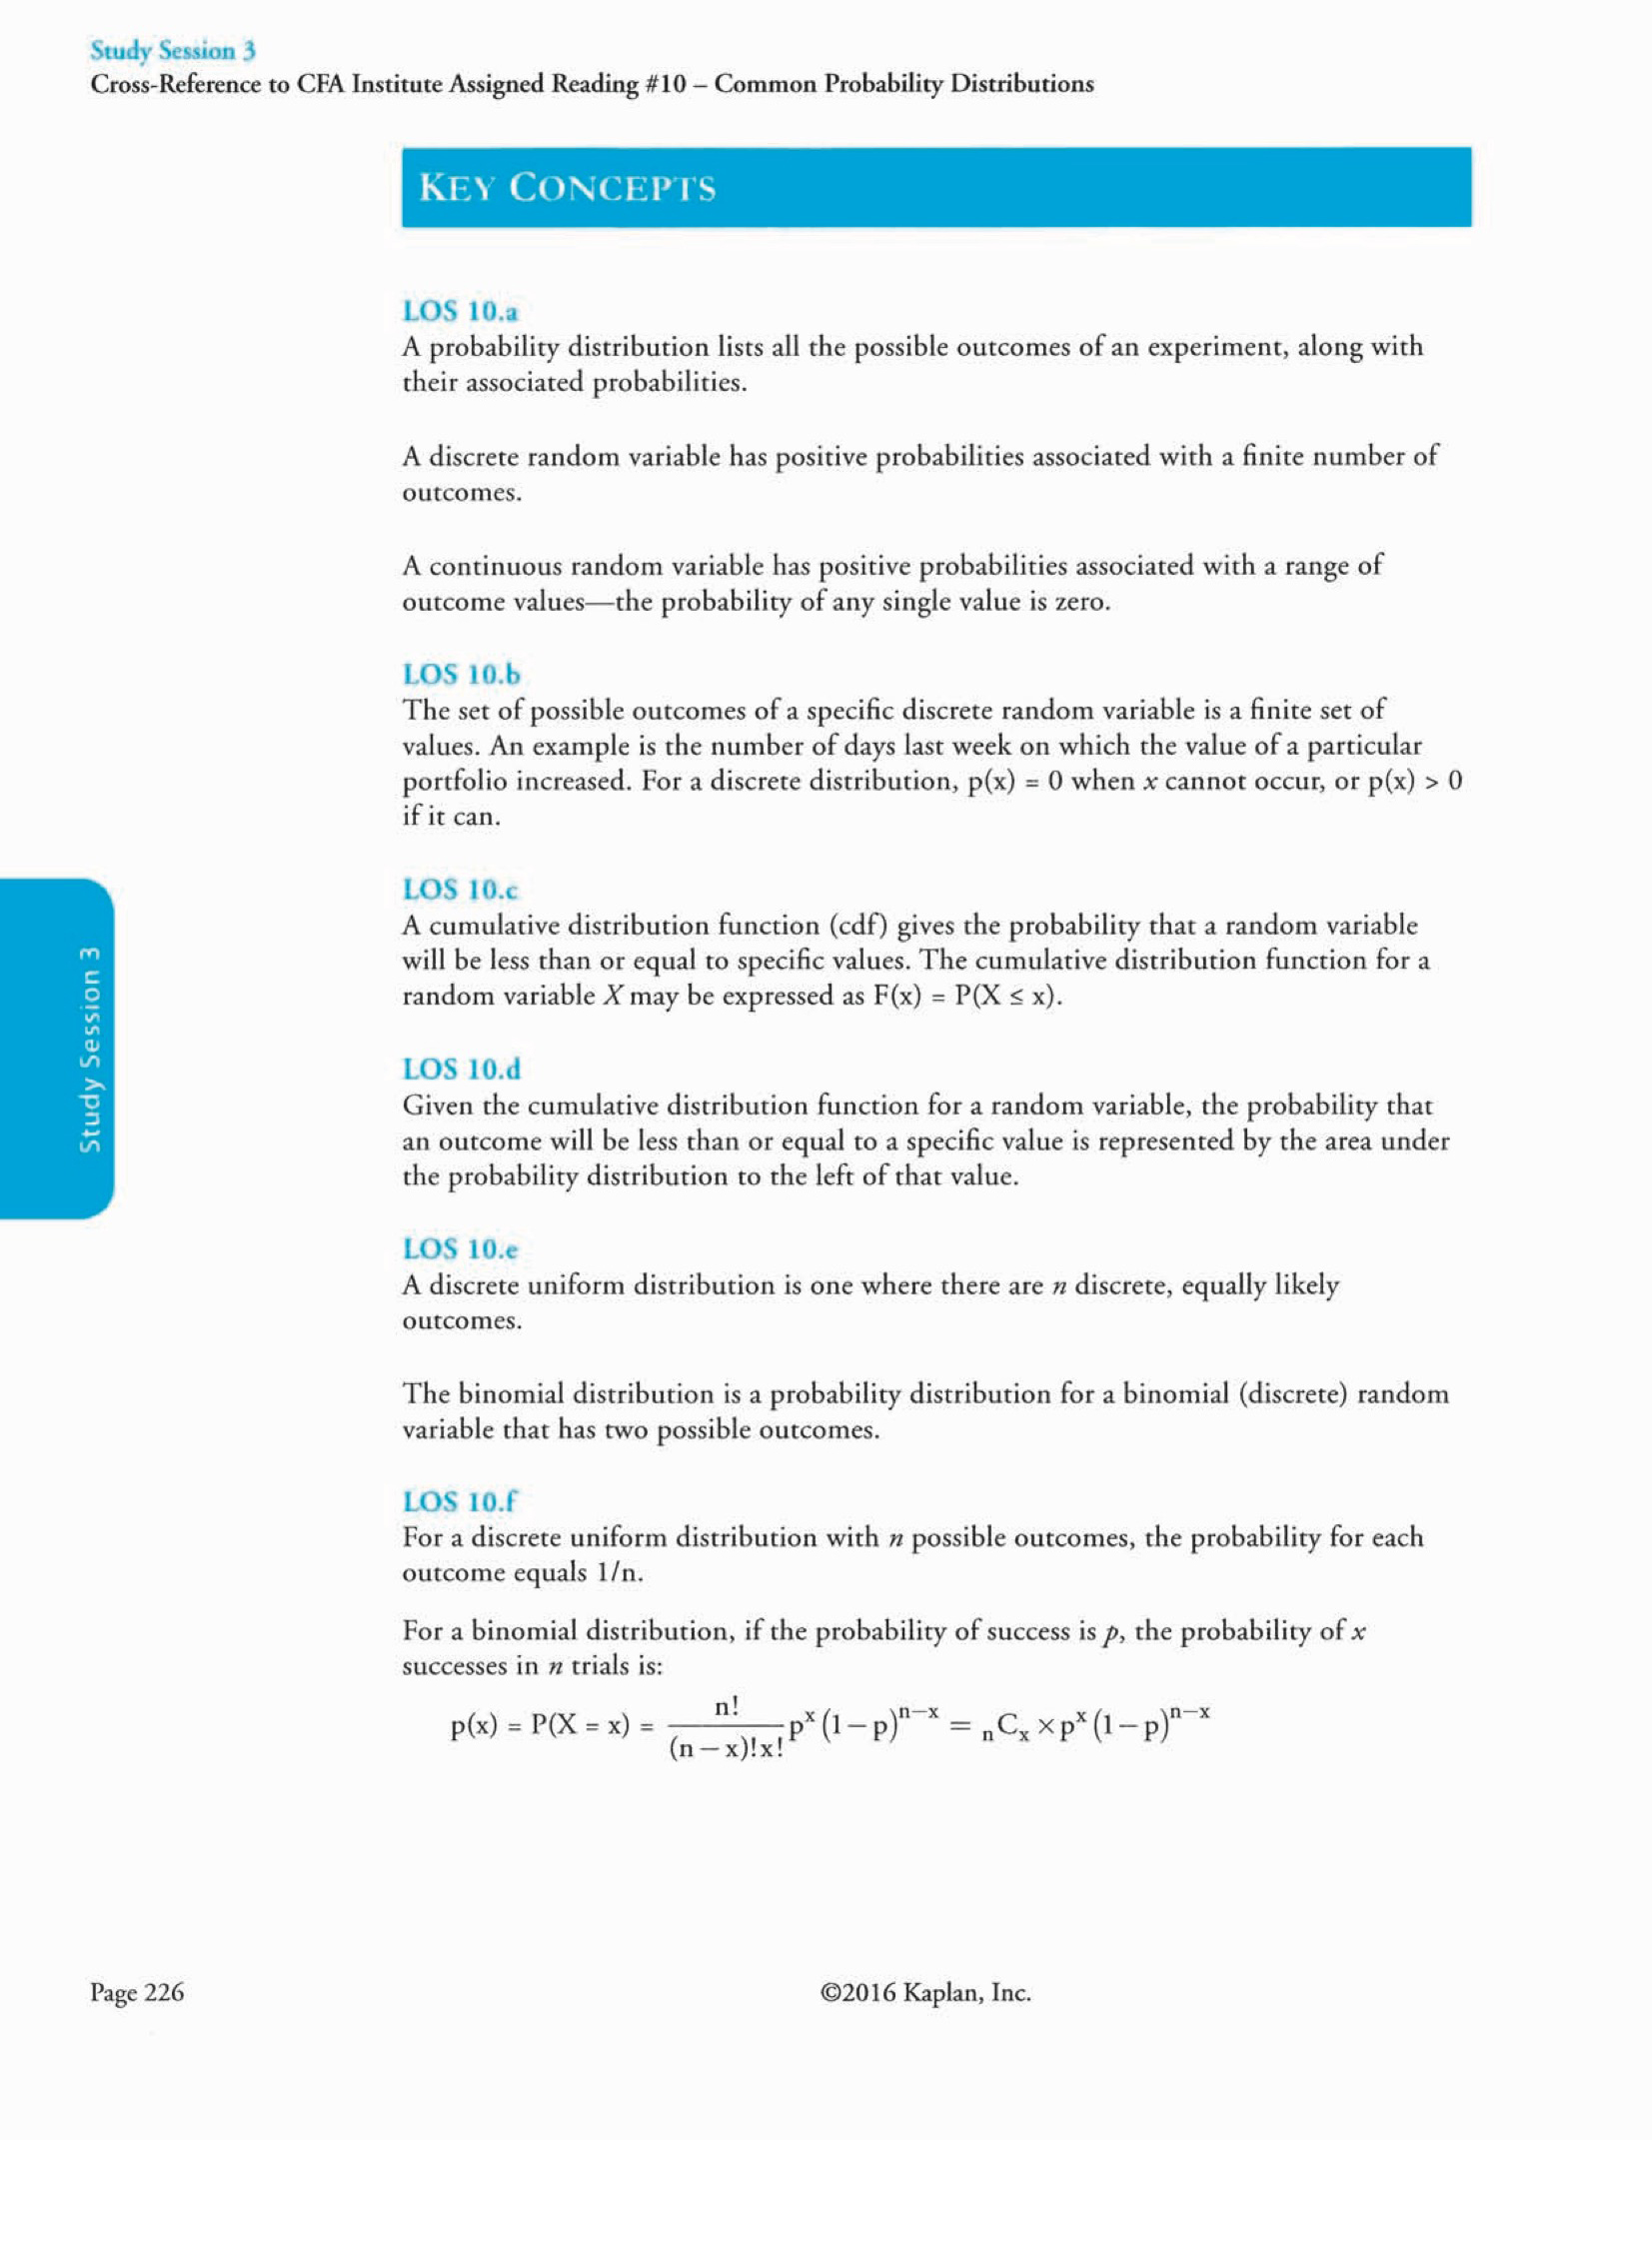 Study Session 3
Cross-Reference to CFA Institute Assigned Reading #10 – Common Probability Distributions
KEY CONCEPTS
LOS 10.a
A probability distribution lists all the possible outcomes of an experiment, along with
their associated probabilities.
A discrete random variable has positive probabilities associated with a finite number of
outcomes.
A continuous random variable has positive probabilities associated with a range of
outcome values—the probability of any single value is zero.
LOS 10.b
The set of possible outcomes of a specific discrete random variable is a finite set of
values. An example is the number of days last week on which the value of a particular
portfolio increased. For a discrete distribution, p(x) = 0 when x cannot occur, or p(x) > 0
if it can.
LOS 10.c
A cumulative distribution function (cdf) gives the probability that a random variable
will be less than or equal to specific values. The cumulative distribution function for a
random variable X may be expressed as F(x) = P(X ≤ x).
LOS 10.d
Given the cumulative distribution function for a random variable, the probability that
an outcome will be less than or equal to a specific value is represented by the area under
the probability distribution to the left of that value.
LOS 10.e
A discrete uniform distribution is one where there are n discrete, equally likely
outcomes.
The binomial distribution is a probability distribution for a binomial (discrete) random
variable that has two possible outcomes.
LOS 10.f
For a discrete uniform distribution with n possible outcomes, the probability for each
outcome equals 1/n.
For a binomial distribution, if the probability of success is p, the probability of x
successes in n trials is:
p(x) = P(X = x) = n!/((n – x)!x!) p^x (1 – p)^(n–x) = nCx × p^x (1 – p)^(n–x)
Study Session 3
Page 226
©2016 Kaplan, Inc.